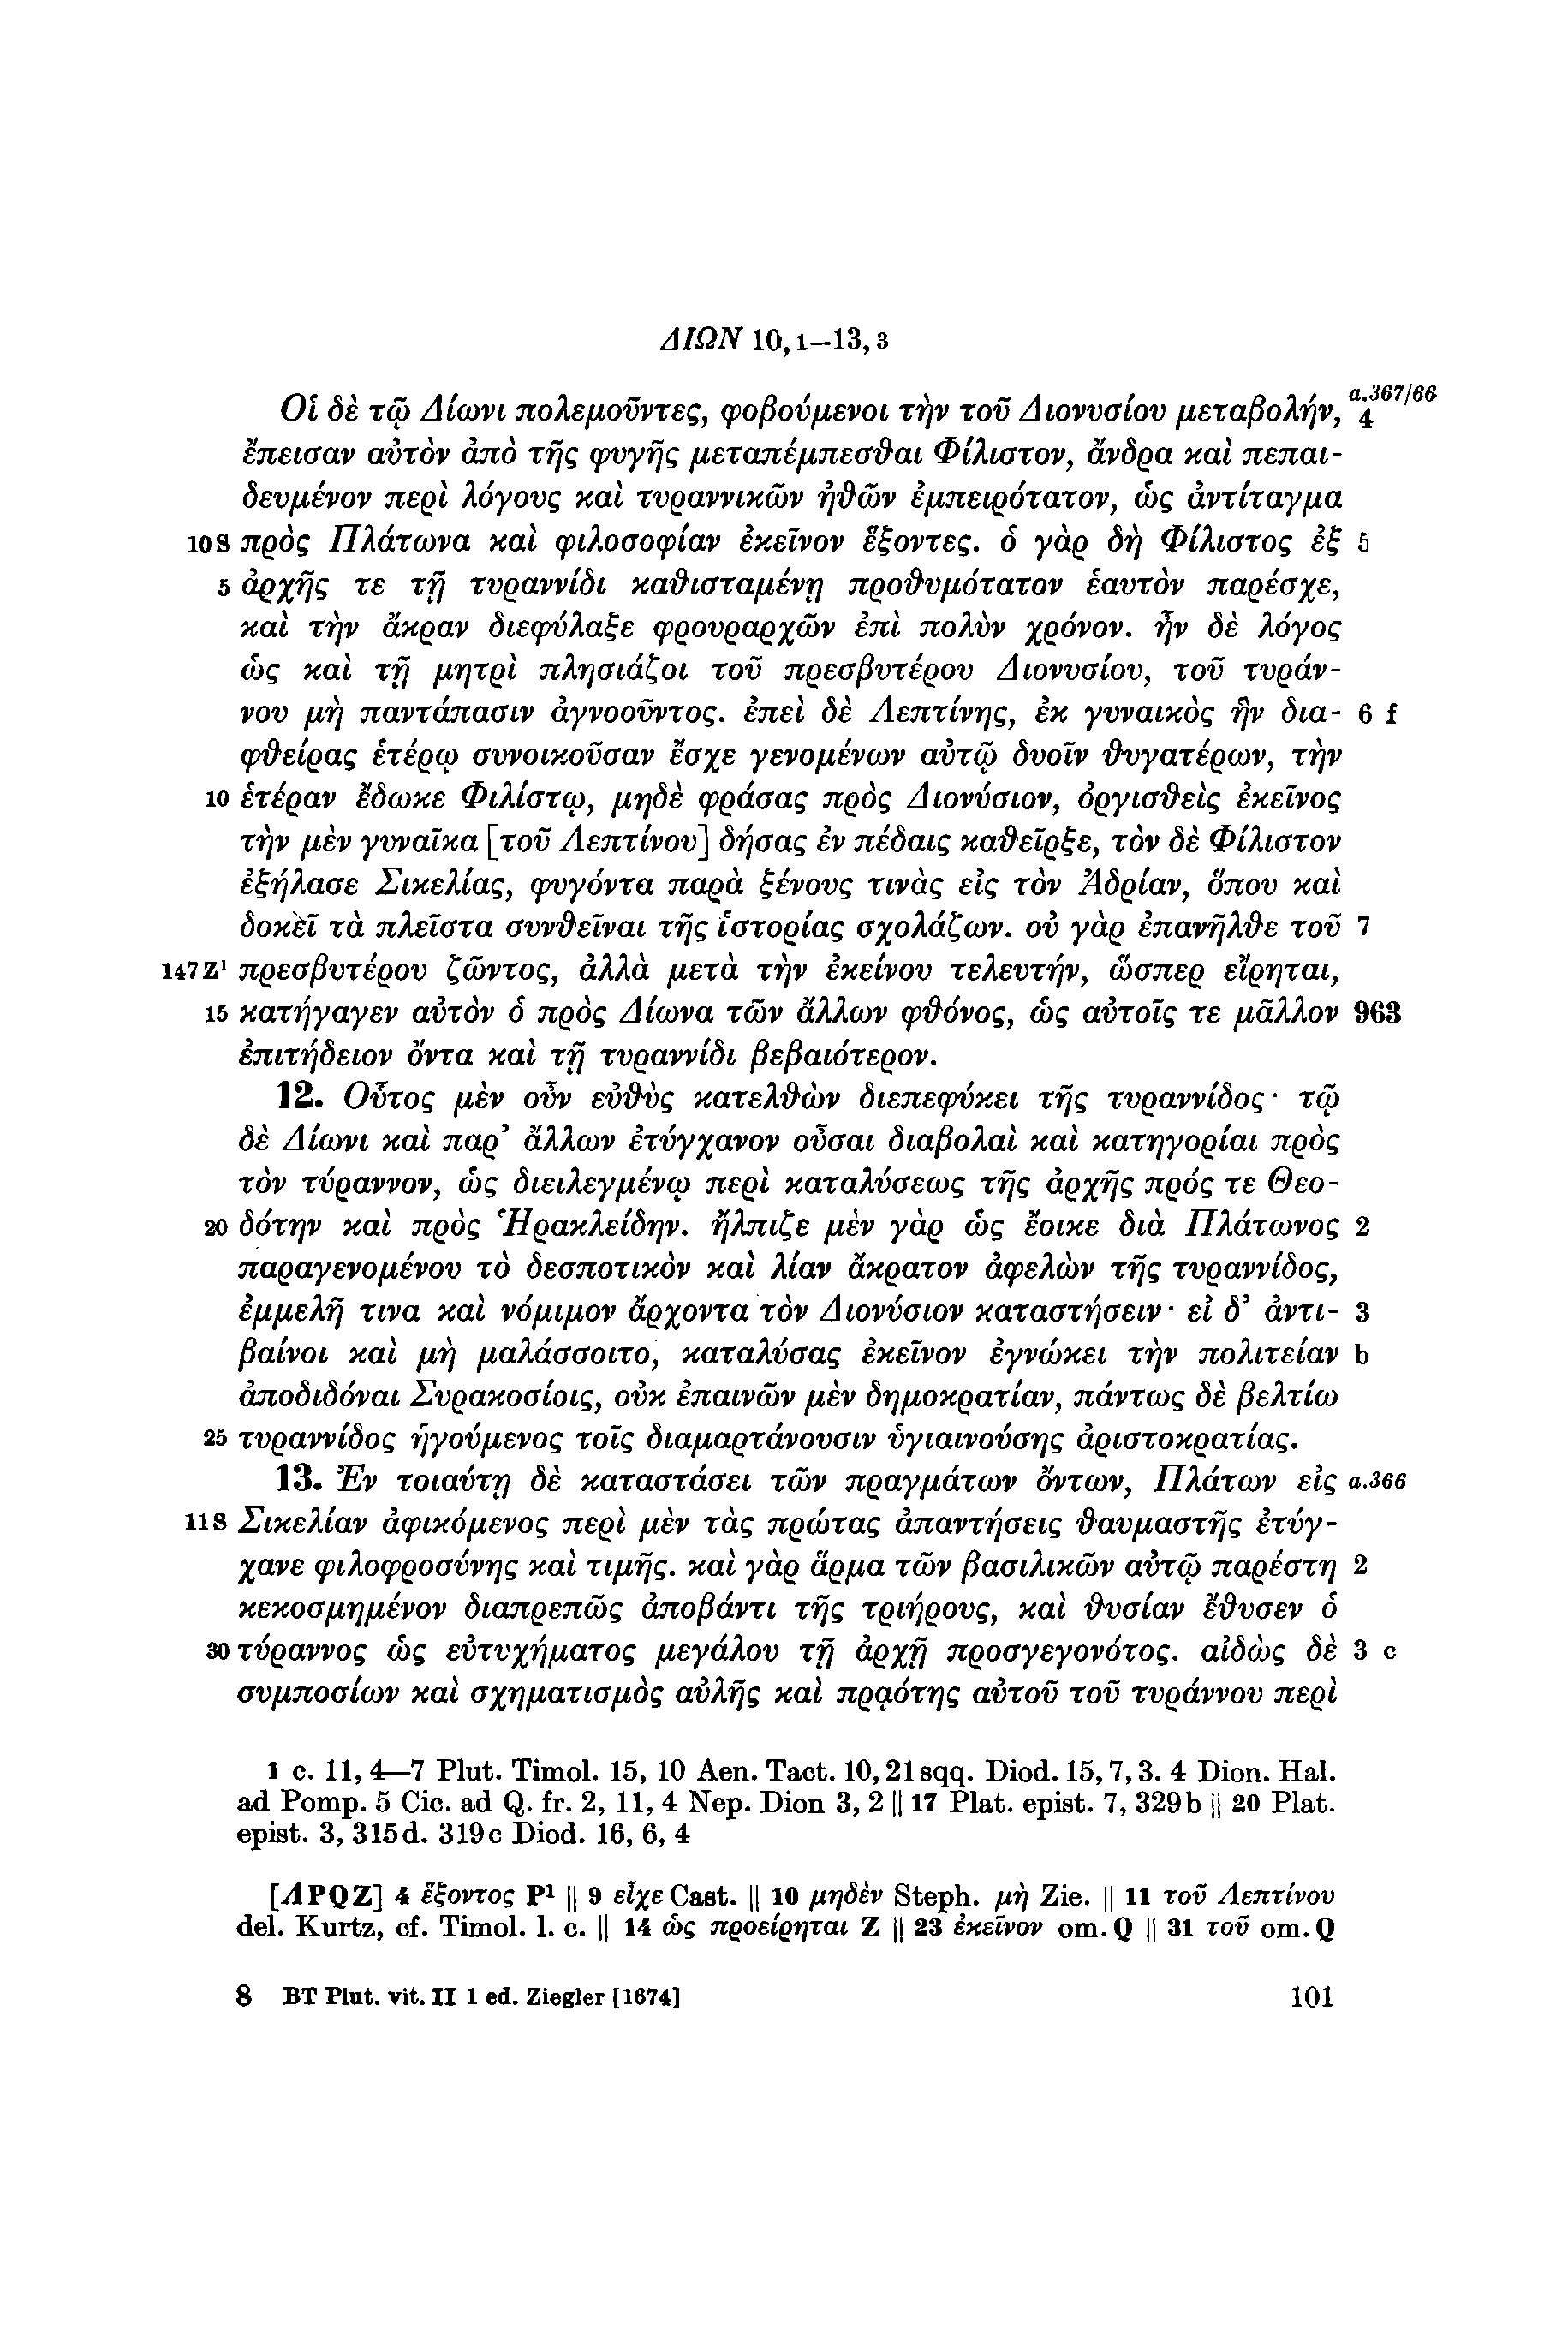 ΔΙΩΝ 10,1–13,3
Οἱ δὲ τῷ Δίωνι πολεμοῦντες, φοβούμενοι τὴν τοῦ Διονυσίου μεταβολήν, a.367/66 4
ἔπεισαν αὐτὸν ἀπὸ τῆς φυγῆς μεταπέμπεσθαι Φίλιστον, ἄνδρα καὶ πεπαι-
δευμένον περὶ λόγους καὶ τυραννικῶν ἠθῶν ἐμπειρότατον, ὡς ἀντίταγμα
10 S πρὸς Πλάτωνα καὶ φιλοσοφίαν ἐκεῖνον ἕξοντες. ὁ γὰρ δὴ Φίλιστος ἐξ 5
5 ἀρχῆς τε τῇ τυραννίδι καθισταμένῃ προθυμότατον ἑαυτὸν παρέσχε,
καὶ τὴν ἄκραν διεφύλαξε φρουραρχῶν ἐπὶ πολὺν χρόνον. ἦν δὲ λόγος
ὡς καὶ τῇ μητρὶ πλησιάζοι τοῦ πρεσβυτέρου Διονυσίου, τοῦ τυράν-
νου μὴ παντάπασιν ἀγνοοῦντος. ἐπεὶ δὲ Λεπτίνης, ἐκ γυναικὸς ἣν δια- 6 f
φθείρας ἑτέρῳ συνοικοῦσαν ἔσχε γενομένων αὐτῷ δυοῖν θυγατέρων, τὴν
10 ἑτέραν ἔδωκε Φιλίστῳ, μηδὲ φράσας πρὸς Διονύσιον, ὀργισθεὶς ἐκεῖνος
τὴν μὲν γυναῖκα [τοῦ Λεπτίνου] δήσας ἐν πέδαις καθεῖρξε, τὸν δὲ Φίλιστον
ἐξήλασε Σικελίας, φυγόντα παρὰ ξένους τινὰς εἰς τὸν Ἀδρίαν, ὅπου καὶ
δοκεῖ τὰ πλεῖστα συνθεῖναι τῆς ἱστορίας σχολάζων. οὐ γὰρ ἐπανῆλθε τοῦ 7
147 Z¹ πρεσβυτέρου ζῶντος, ἀλλὰ μετὰ τὴν ἐκείνου τελευτήν, ὥσπερ εἴρηται,
15 κατήγαγεν αὐτὸν ὁ πρὸς Δίωνα τῶν ἄλλων φθόνος, ὡς αὐτοῖς τε μᾶλλον 963
ἐπιτήδειον ὄντα καὶ τῇ τυραννίδι βεβαιότερον.
12. Οὗτος μὲν οὖν εὐθὺς κατελθὼν διεπεφύκει τῆς τυραννίδος· τῷ
δὲ Δίωνι καὶ παρ’ ἄλλων ἐτύγχανον οὖσαι διαβολαὶ καὶ κατηγορίαι πρὸς
τὸν τύραννον, ὡς διειλεγμένῳ περὶ καταλύσεως τῆς ἀρχῆς πρός τε Θεο-
20 δότην καὶ πρὸς Ἡρακλείδην. ἤλπιζε μὲν γὰρ ὡς ἔοικε διὰ Πλάτωνος 2
παραγενομένου τὸ δεσποτικὸν καὶ λίαν ἄκρατον ἀφελὼν τῆς τυραννίδος,
ἐμμελῆ τινα καὶ νόμιμον ἄρχοντα τὸν Διονύσιον καταστήσειν· εἰ δ’ ἀντι- 3
βαίνοι καὶ μὴ μαλάσσοιτο, καταλύσας ἐκεῖνον ἐγνώκει τὴν πολιτείαν b
ἀποδιδόναι Συρακοσίοις, οὐκ ἐπαινῶν μὲν δημοκρατίαν, πάντως δὲ βελτίω
25 τυραννίδος ἡγούμενος τοῖς διαμαρτάνουσιν ὑγιαινούσης ἀριστοκρατίας.
13. Ἐν τοιαύτῃ δὲ καταστάσει τῶν πραγμάτων ὄντων, Πλάτων εἰς a.366
11 S Σικελίαν ἀφικόμενος περὶ μὲν τὰς πρώτας ἀπαντήσεις θαυμαστῆς ἐτύγ-
χανε φιλοφροσύνης καὶ τιμῆς. καὶ γὰρ ἅρμα τῶν βασιλικῶν αὐτῷ παρέστη 2
κεκοσμημένον διαπρεπῶς ἀποβάντι τῆς τριήρους, καὶ θυσίαν ἔθυσεν ὁ
30 τύραννος ὡς εὐτυχήματος μεγάλου τῇ ἀρχῇ προσγεγονότος. αἰδὼς δὲ 3 c
συμποσίων καὶ σχηματισμὸς αὐλῆς καὶ πρᾳότης αὐτοῦ τοῦ τυράννου περὶ
1 c. 11, 4—7 Plut. Timol. 15, 10 Aen. Tact. 10, 21 sqq. Diod. 15, 7, 3. 4 Dion. Hal.
ad Pomp. 5 Cic. ad Q. fr. 2, 11, 4 Nep. Dion 3, 2 || 17 Plat. epist. 7, 329 b || 20 Plat.
epist. 3, 315 d. 319 c Diod. 16, 6, 4
[ΛPQZ] 4 ἕξοντος P¹ || 9 εἶχε Cast. || 10 μηδὲν Steph. μὴ Zie. || 11 τοῦ Λεπτίνου
del. Kurtz, cf. Timol. l. c. || 14 ὡς προείρηται Z || 23 ἐκεῖνον om. Q || 31 τοῦ om. Q
8 BT Plut. vit. II 1 ed. Ziegler [1674] 101